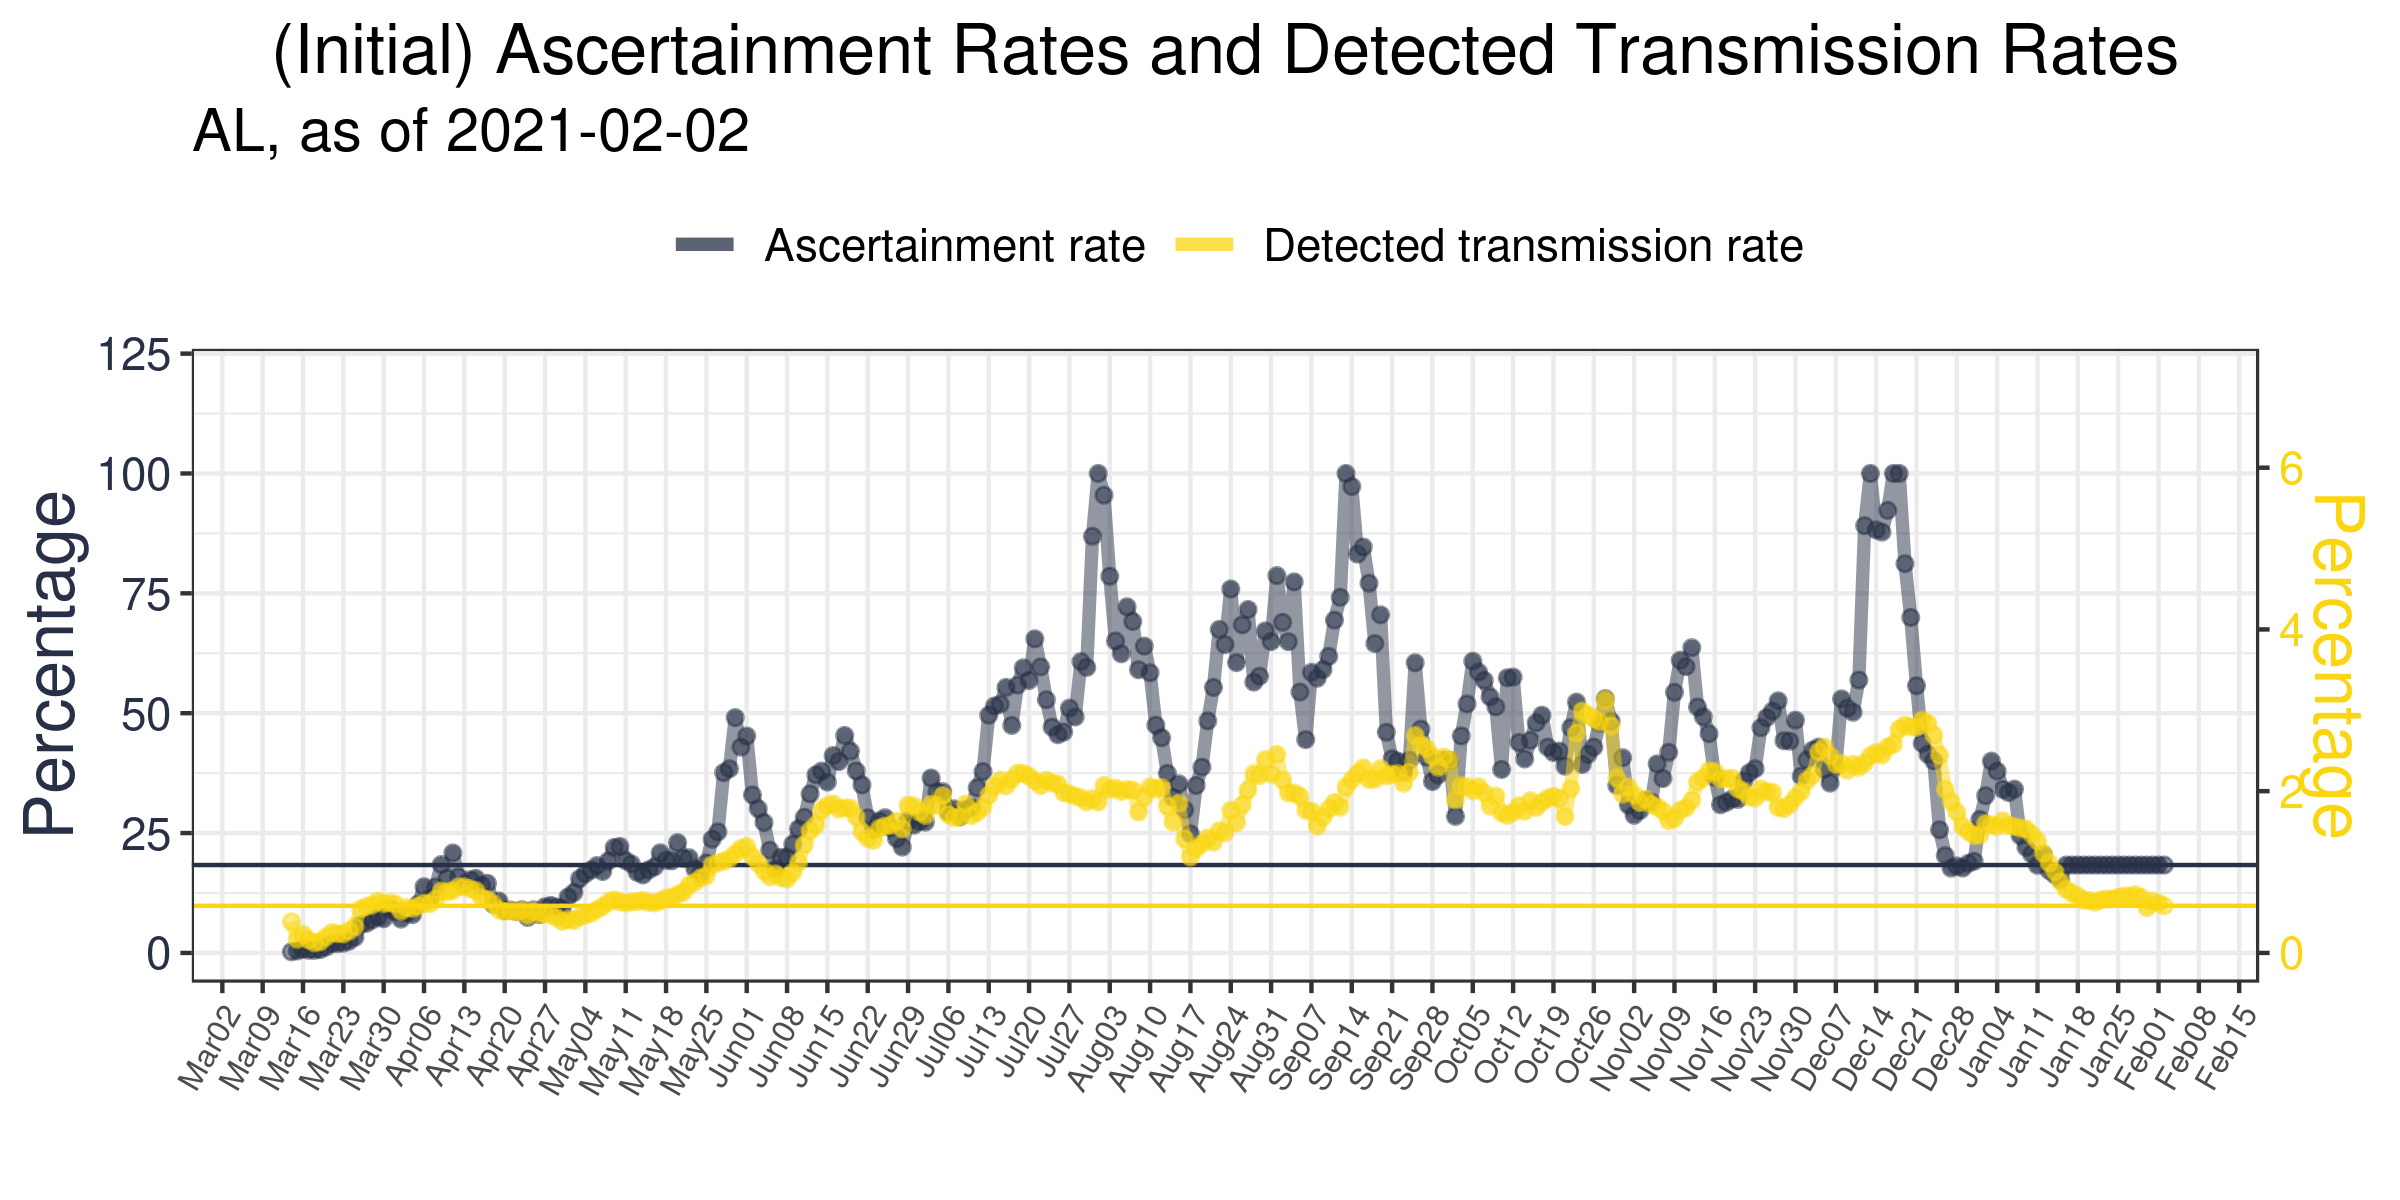 (Initial) Ascertainment Rates and Detected Transmission Rates
AL, as of 2021-02-02
Ascertainment rate
Detected transmission rate
Percentage
125
100
75
50
25
0
6
4
2
0
Percentage
Mar02
Mar09
Mar16
Mar23
Mar30
Apr06
Apr13
Apr20
Apr27
May04
May11
May18
May25
Jun01
Jun08
Jun15
Jun22
Jun29
Jul06
Jul13
Jul20
Jul27
Aug03
Aug10
Aug17
Aug24
Aug31
Sep07
Sep14
Sep21
Sep28
Oct05
Oct12
Oct19
Oct26
Nov02
Nov09
Nov16
Nov23
Nov30
Dec07
Dec14
Dec21
Dec28
Jan04
Jan11
Jan18
Jan25
Feb01
Feb08
Feb15